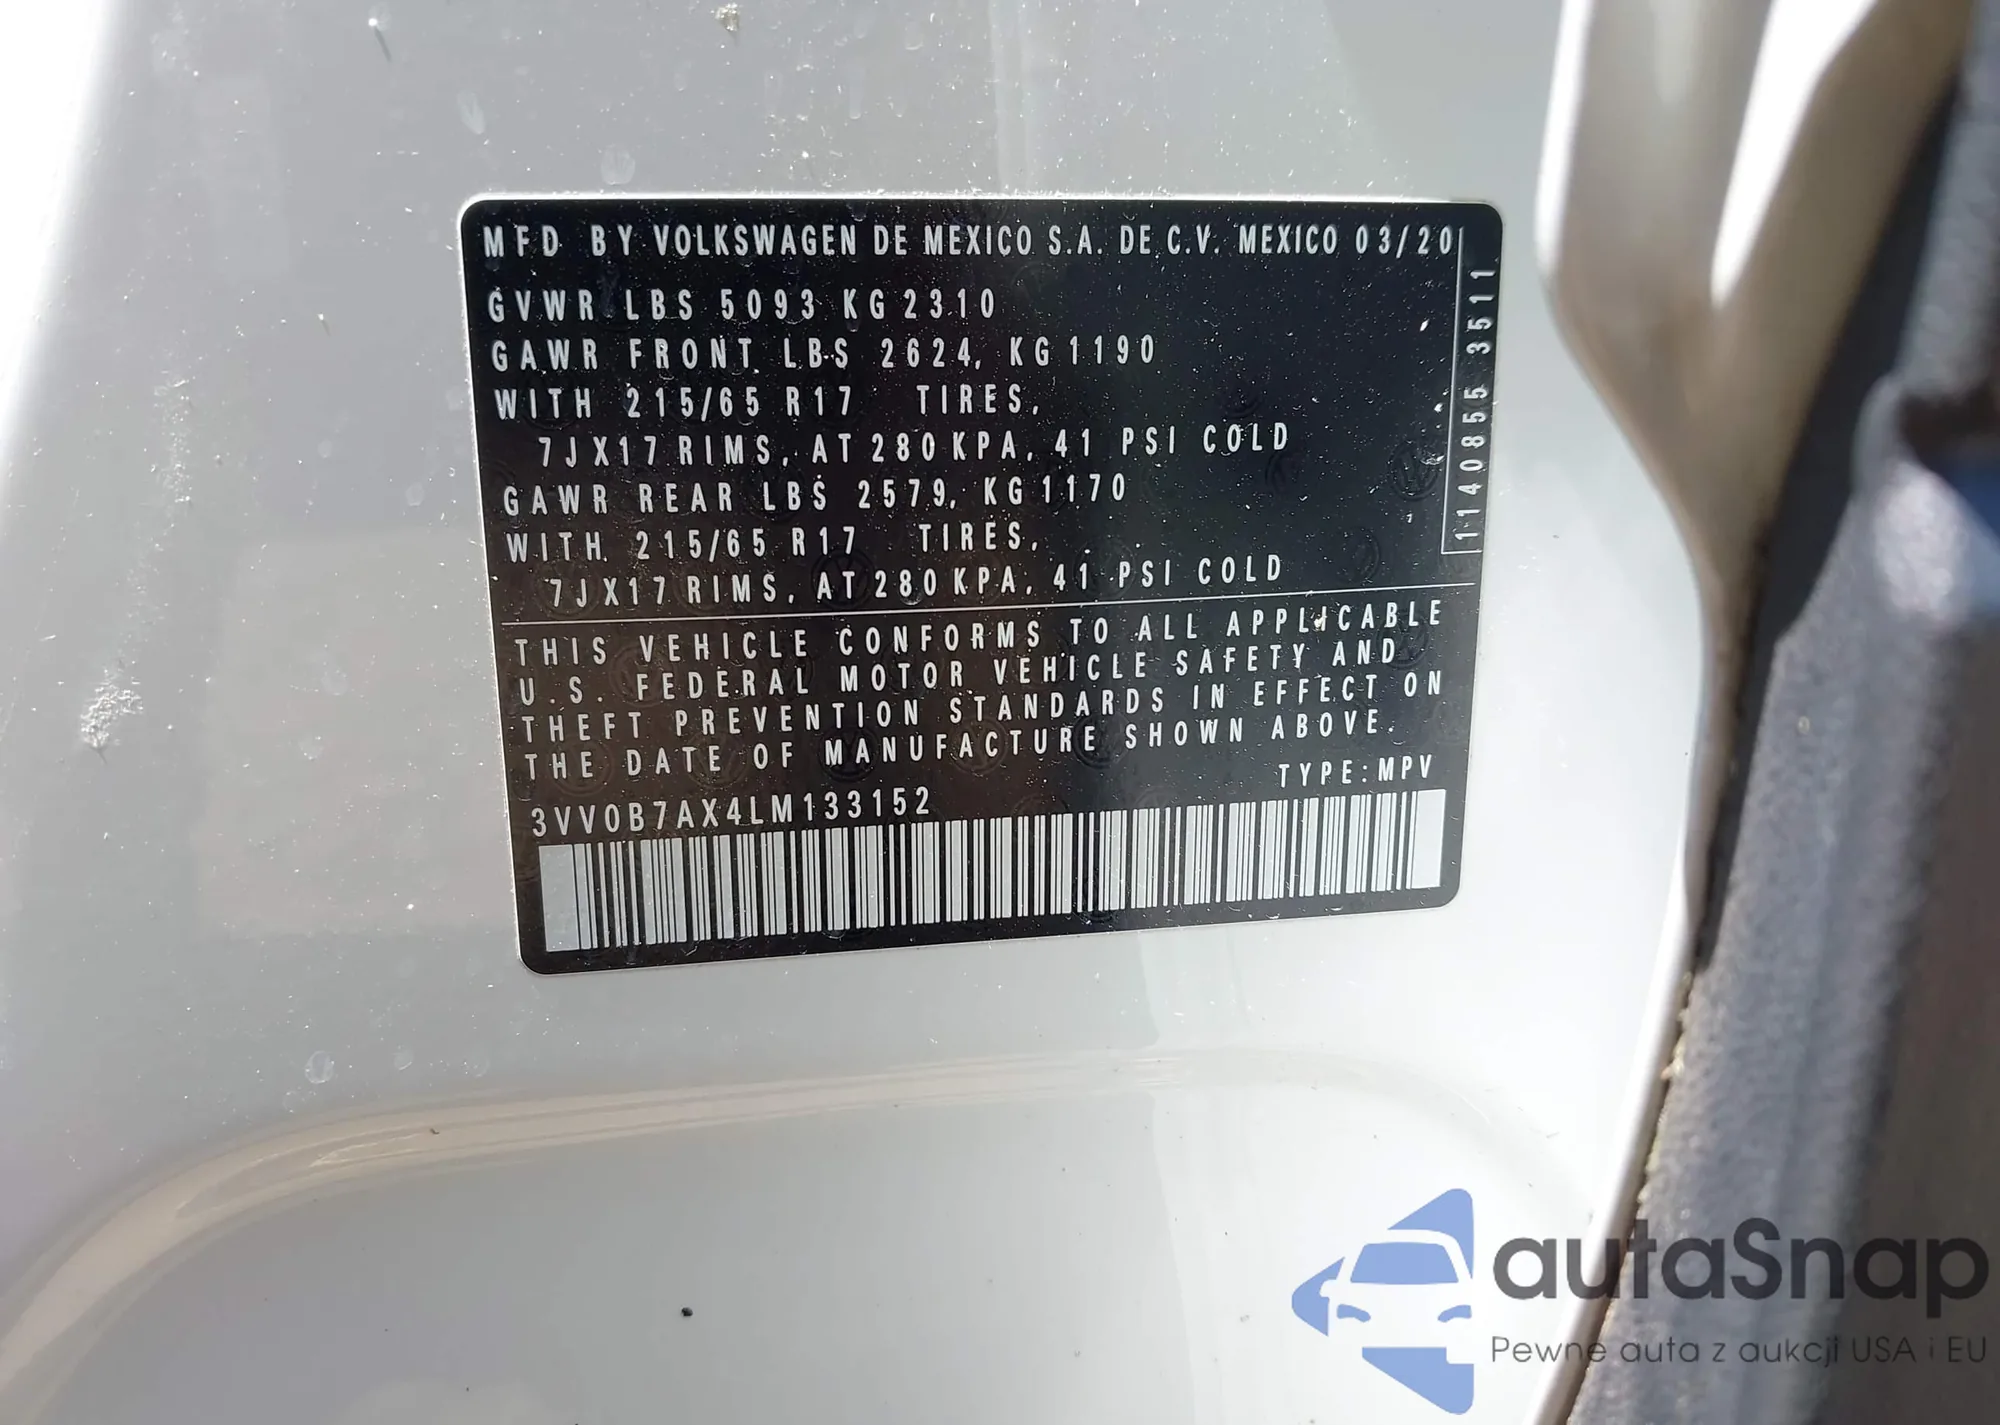 MFD BY VOLKSWAGEN DE MEXICO S.A. DE C.V. MEXICO 03/20
GVWR LBS 5093 KG 2310
GAWR FRONT LBS 2624, KG 1190
WITH 215/65 R17 TIRES,
7JX17 RIMS, AT 280 KPA, 41 PSI COLD
GAWR REAR LBS 2579, KG 1170
WITH 215/65 R17 TIRES,
7JX17 RIMS, AT 280 KPA, 41 PSI COLD
1140855 3511
THIS VEHICLE CONFORMS TO ALL APPLICABLE
U.S. FEDERAL MOTOR VEHICLE SAFETY AND
THEFT PREVENTION STANDARDS IN EFFECT ON
THE DATE OF MANUFACTURE SHOWN ABOVE.
TYPE: MPV
3VV0B7AX4LM133152
autaSnap
Pewne auta z aukcji USA i EU